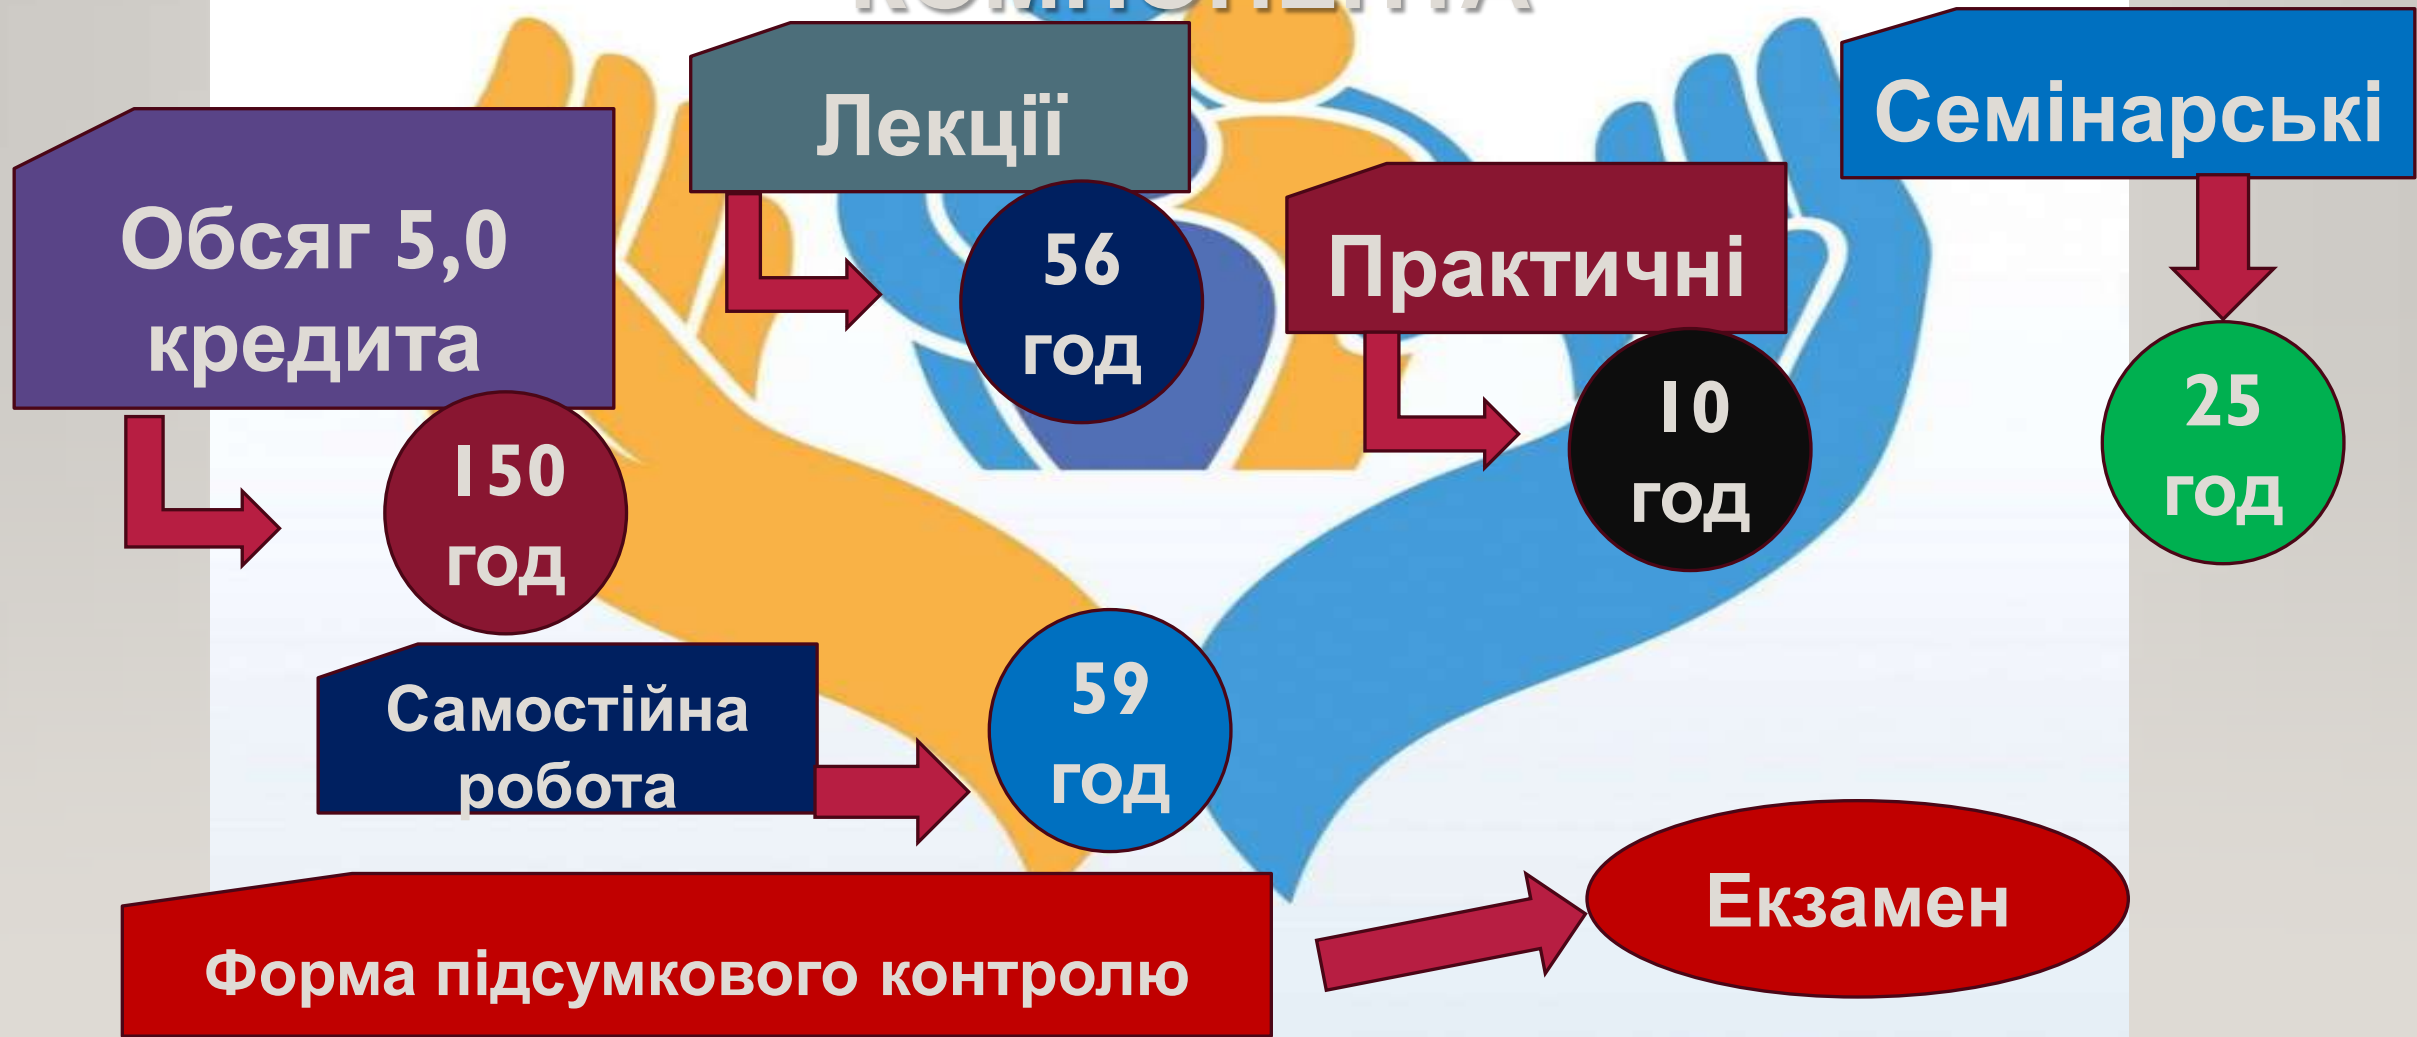 КОМПОНЕНТА
Лекції
Семінарські
Обсяг 5,0
кредита
56
год
Практичні
10
год
25
год
150
год
Самостійна
робота
59
год
Екзамен
Форма підсумкового контролю